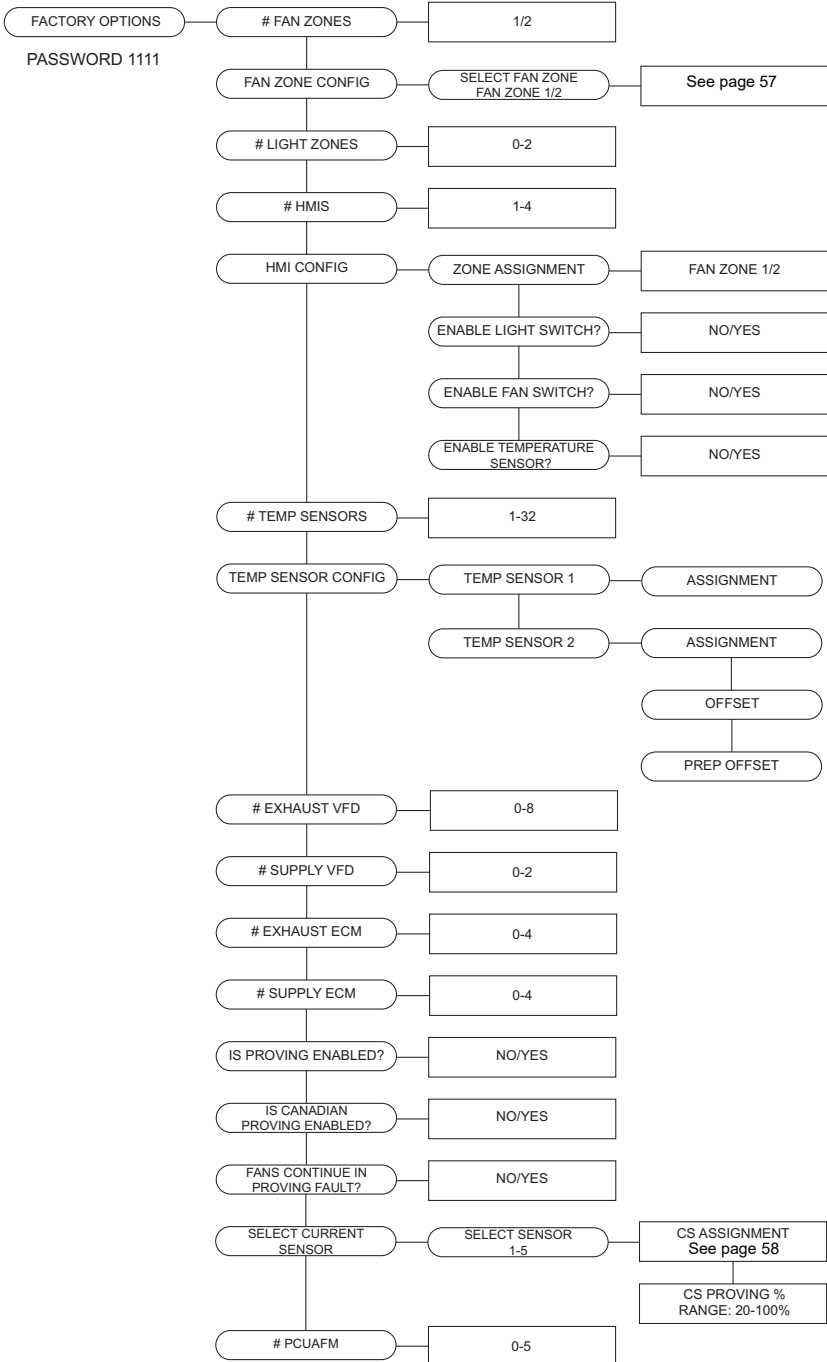 FACTORY OPTIONS
# FAN ZONES
1/2
PASSWORD 1111
FAN ZONE CONFIG
SELECT FAN ZONE
FAN ZONE 1/2
See page 57
# LIGHT ZONES
0-2
# HMIS
1-4
HMI CONFIG
ZONE ASSIGNMENT
FAN ZONE 1/2
ENABLE LIGHT SWITCH?
NO/YES
ENABLE FAN SWITCH?
NO/YES
ENABLE TEMPERATURE
SENSOR?
NO/YES
# TEMP SENSORS
1-32
TEMP SENSOR CONFIG
TEMP SENSOR 1
ASSIGNMENT
TEMP SENSOR 2
ASSIGNMENT
OFFSET
PREP OFFSET
# EXHAUST VFD
0-8
# SUPPLY VFD
0-2
# EXHAUST ECM
0-4
# SUPPLY ECM
0-4
IS PROVING ENABLED?
NO/YES
IS CANADIAN
PROVING ENABLED?
NO/YES
FANS CONTINUE IN
PROVING FAULT?
NO/YES
SELECT CURRENT
SENSOR
SELECT SENSOR
1-5
CS ASSIGNMENT
See page 58
CS PROVING %
RANGE: 20-100%
# PCUAFM
0-5